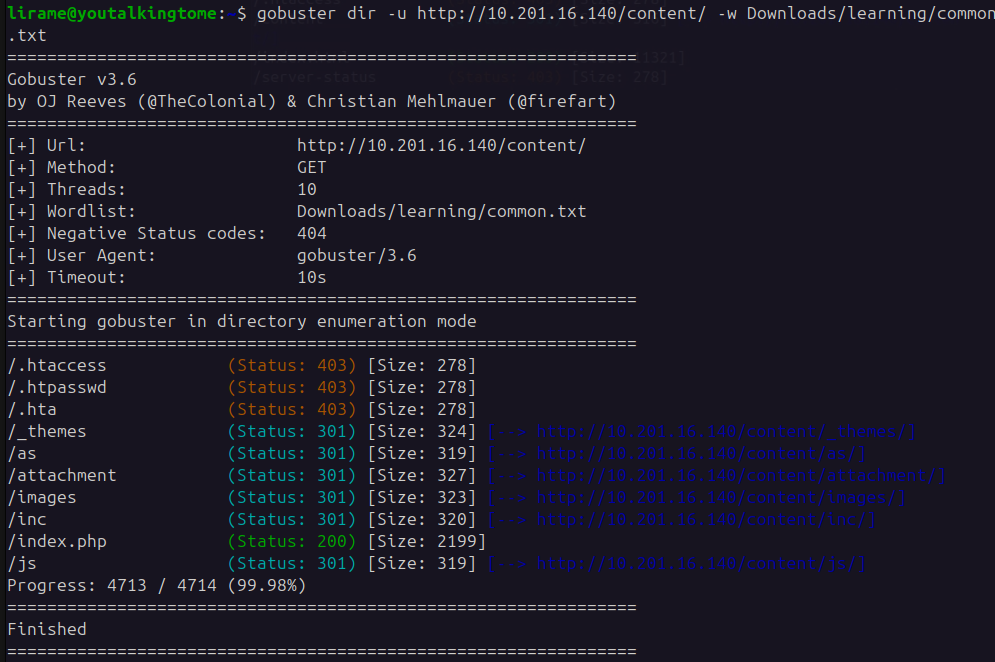 lirame@youtalkingtome:~$ gobuster dir -u http://10.201.16.140/content/ -w Downloads/learning/common
.txt
/server-status [Size: 278]
===============================================================
Gobuster v3.6
by OJ Reeves (@TheColonial) & Christian Mehlmauer (@firefart)
===============================================================
[+] Url:                     http://10.201.16.140/content/
[+] Method:                  GET
[+] Threads:                 10
[+] Wordlist:                Downloads/learning/common.txt
[+] Negative Status codes:   404
[+] User Agent:              gobuster/3.6
[+] Timeout:                 10s
===============================================================
Starting gobuster in directory enumeration mode
===============================================================
/.htaccess            (Status: 403) [Size: 278]
/.htpasswd            (Status: 403) [Size: 278]
/.hta                 (Status: 403) [Size: 278]
/_themes              (Status: 301) [Size: 324] [--> http://10.201.16.140/content/_themes/]
/as                   (Status: 301) [Size: 319] [--> http://10.201.16.140/content/as/]
/attachment           (Status: 301) [Size: 327] [--> http://10.201.16.140/content/attachment/]
/images               (Status: 301) [Size: 323] [--> http://10.201.16.140/content/images/]
/inc                  (Status: 301) [Size: 320] [--> http://10.201.16.140/content/inc/]
/index.php            (Status: 200) [Size: 2199]
/js                   (Status: 301) [Size: 319] [--> http://10.201.16.140/content/js/]
Progress: 4713 / 4714 (99.98%)
===============================================================
Finished
===============================================================